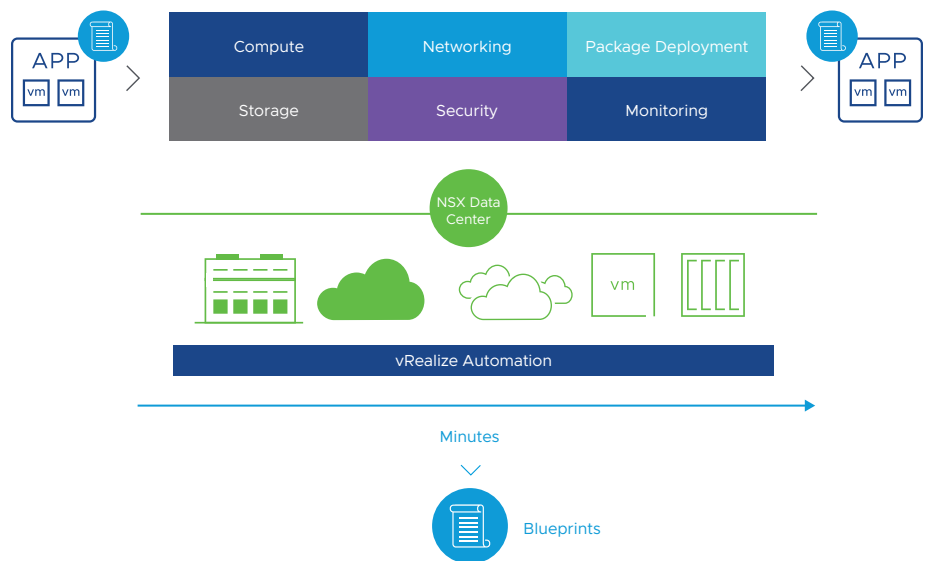 APP
vm vm
Compute
Networking
Package Deployment
Storage
Security
Monitoring
APP
vm vm
NSX Data
Center
vm
vRealize Automation
Minutes
Blueprints